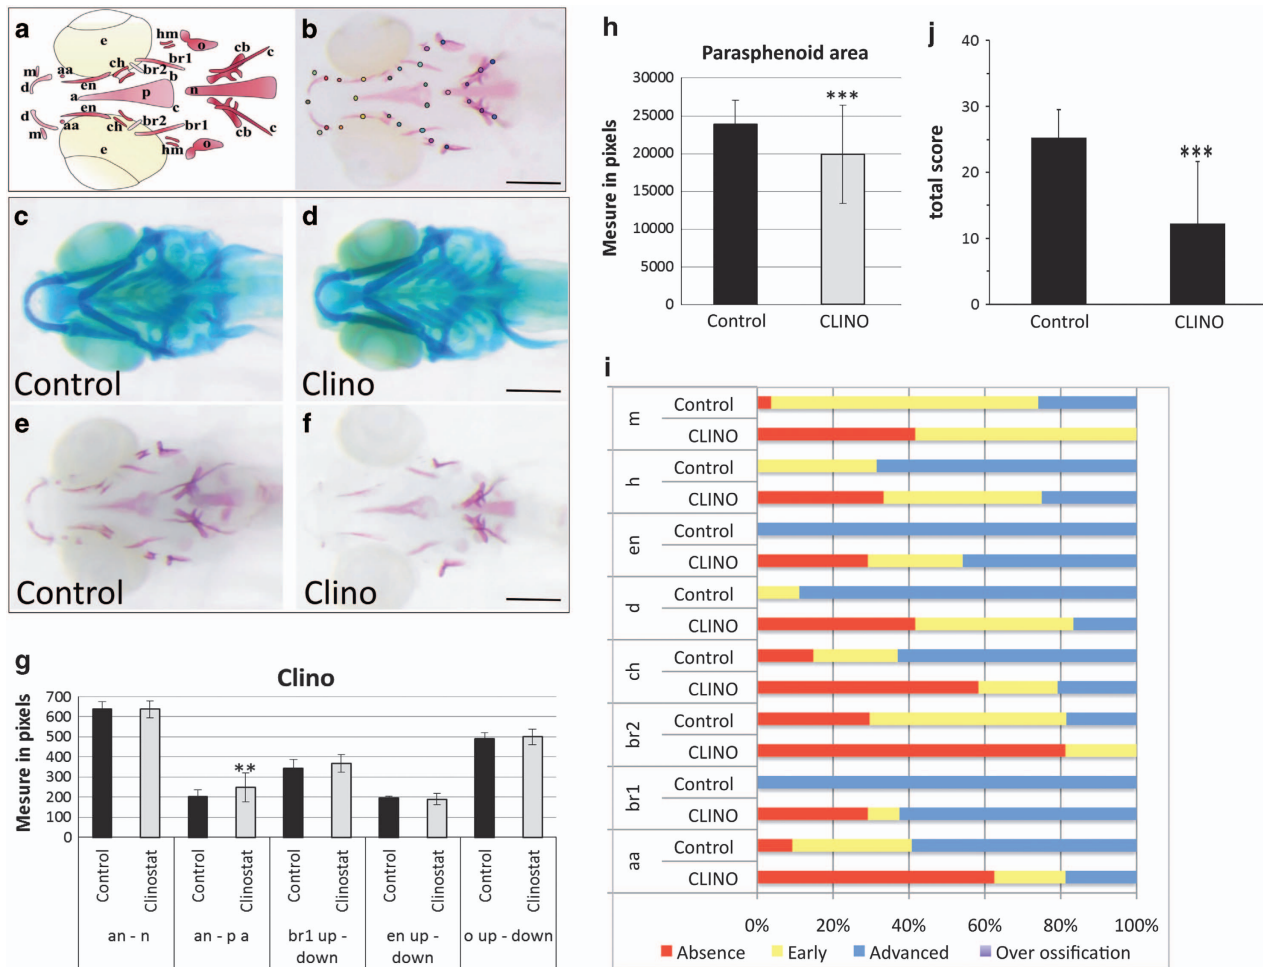 a
e
hm
o
cb
c
m
aa
ch
br2
br1
d
en
b
a
p
n
en
c
d
aa
br2
br1
m
ch
cb
c
e
hm
o
b
c
Control
d
Clino
e
Control
f
Clino
g
Clino
Mesure in pixels
700
600
500
400
300
200
100
0
**
Control
Clinostat
Control
Clinostat
Control
Clinostat
Control
Clinostat
Control
Clinostat
an - n
an - p a
br1 up - down
en up - down
o up - down
h
Parasphenoid area
Mesure in pixels
30000
25000
20000
15000
10000
5000
0
***
Control
CLINO
j
total score
40
30
20
10
0
***
Control
CLINO
i
m
Control
CLINO
h
Control
CLINO
en
Control
CLINO
d
Control
CLINO
ch
Control
CLINO
br2
Control
CLINO
br1
Control
CLINO
aa
Control
CLINO
0% 20% 40% 60% 80% 100%
Absence Early Advanced Over ossification